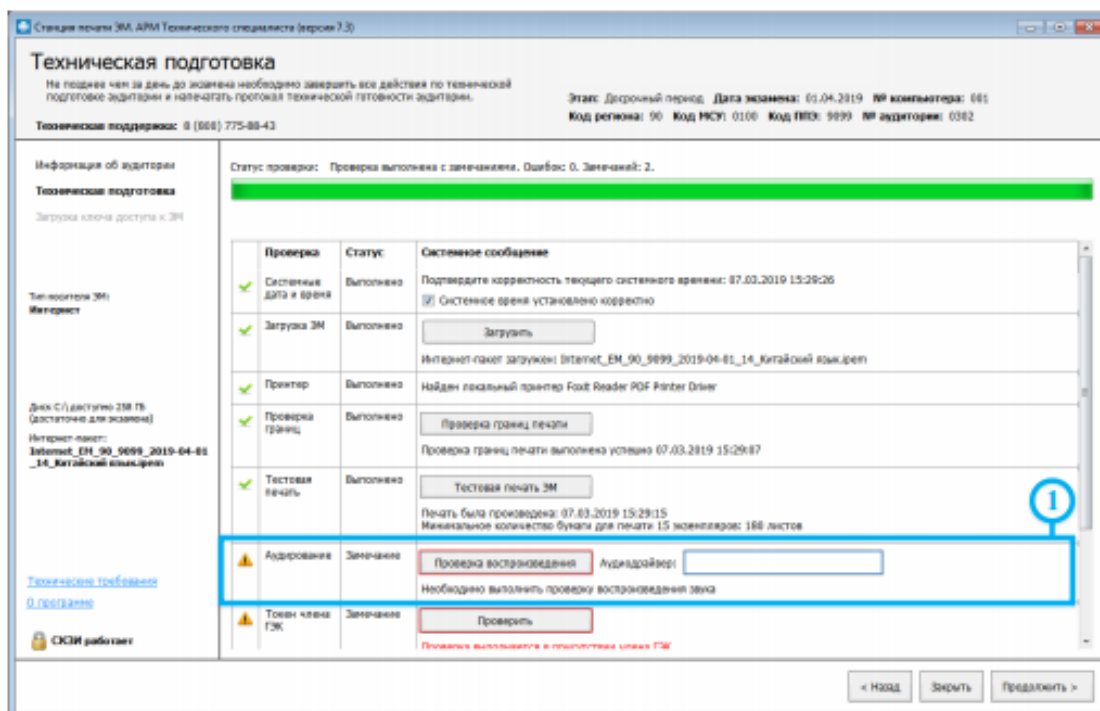 Станция печати ЭМ. АРМ Технического специалиста (версия 7.3)
Техническая подготовка
Не позднее чем за день до экзамена необходимо завершить все действия по технической
подготовке аудитории и напечатать протокол технической готовности аудитории.
Этап: Досрочный период Дата экзамена: 01.04.2019 № компьютера: 001
Код региона: 90 Код МСУ: 0100 Код ППЭ: 9099 № аудитории: 0302
Техническая поддержка: 8 (800) 775-88-43
Информация об аудитории
Техническая подготовка
Загрузка ключа доступа к ЭМ
Тип носителя ЭМ:
Интернет
Диск C:\ доступно 258 ГБ
(достаточно для экзамена)
Интернет-пакет:
Internet_EM_90_9099_2019-04-01
_14_Китайский язык.ipem
Технические требования
О программе
СКЗИ работает
Статус проверки: Проверка выполнена с замечаниями. Ошибок: 0. Замечаний: 2.
Проверка Статус Системное сообщение
Системные дата и время Выполнено Подтвердите корректность текущего системного времени: 07.03.2019 15:29:26
Системное время установлено корректно
Загрузка ЭМ Выполнено Загрузить
Интернет-пакет загружен: Internet_EM_90_9099_2019-04-01_14_Китайский язык.ipem
Принтер Выполнено Найден локальный принтер Foxit Reader PDF Printer Driver
Проверка границ Выполнено Проверка границ печати
Проверка границ печати выполнена успешно 07.03.2019 15:29:07
Тестовая печать Выполнено Тестовая печать ЭМ
Печать была произведена: 07.03.2019 15:29:15
Минимальное количество бумаги для печати 15 экземпляров: 180 листов
1
Аудирование Замечание Проверка воспроизведения Аудиодрайвер:
Необходимо выполнить проверку воспроизведения звука
Токен члена ГЭК Замечание Проверить
Проверка выполняется в присутствии члена ГЭК
< Назад Закрыть Продолжить >